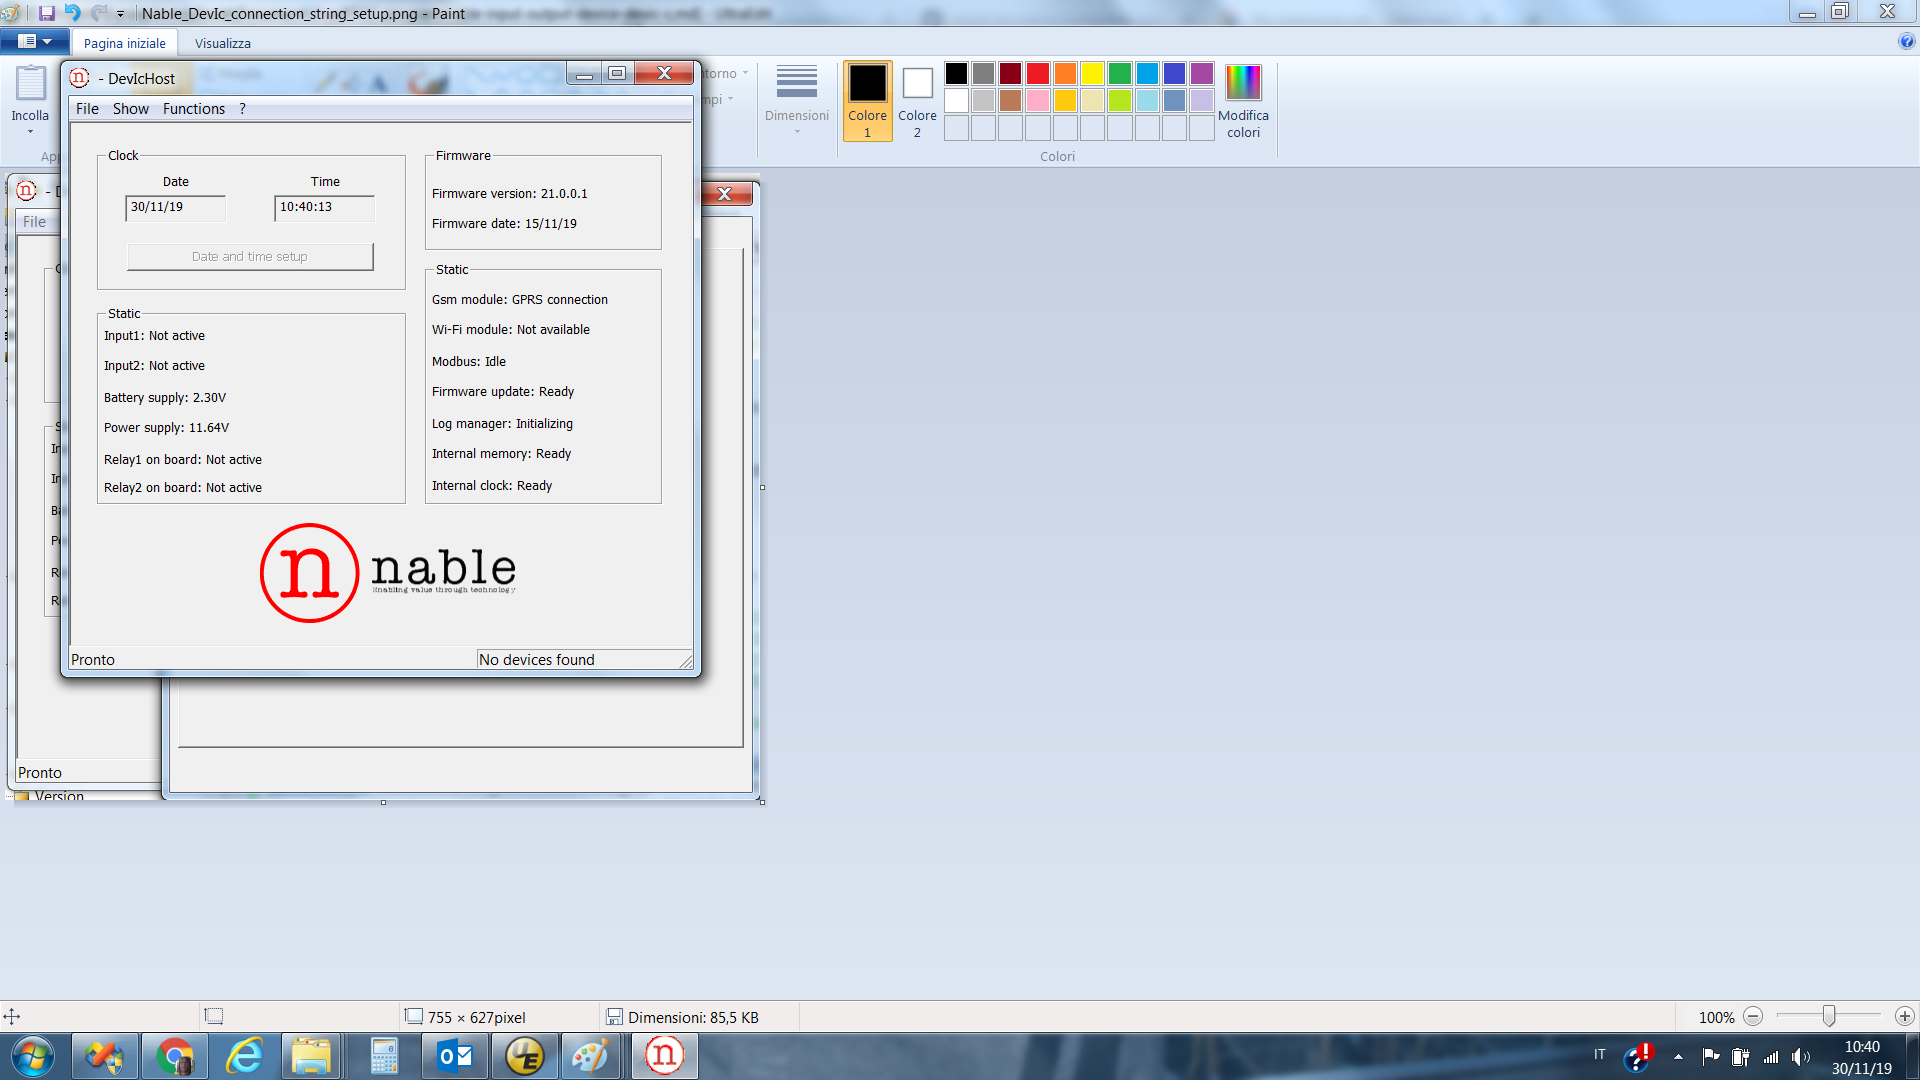 Nable_DevIc_connection_string_setup.png - Paint
Pagina iniziale
Visualizza
Incolla
Dimensioni
Colore 1
Colore 2
Modifica colori
Colori
- DevIcHost
File Show Functions ?
Clock
Date
Time
30/11/19
10:40:13
Date and time setup
Firmware
Firmware version: 21.0.0.1
Firmware date: 15/11/19
Static
Input1: Not active
Input2: Not active
Battery supply: 2.30V
Power supply: 11.64V
Relay1 on board: Not active
Relay2 on board: Not active
Static
Gsm module: GPRS connection
Wi-Fi module: Not available
Modbus: Idle
Firmware update: Ready
Log manager: Initializing
Internal memory: Ready
Internal clock: Ready
n nable
Enabling value through technology
Pronto
No devices found
File
Pronto
Version
755 × 627pixel
Dimensioni: 85,5 KB
100%
IT
10:40
30/11/19